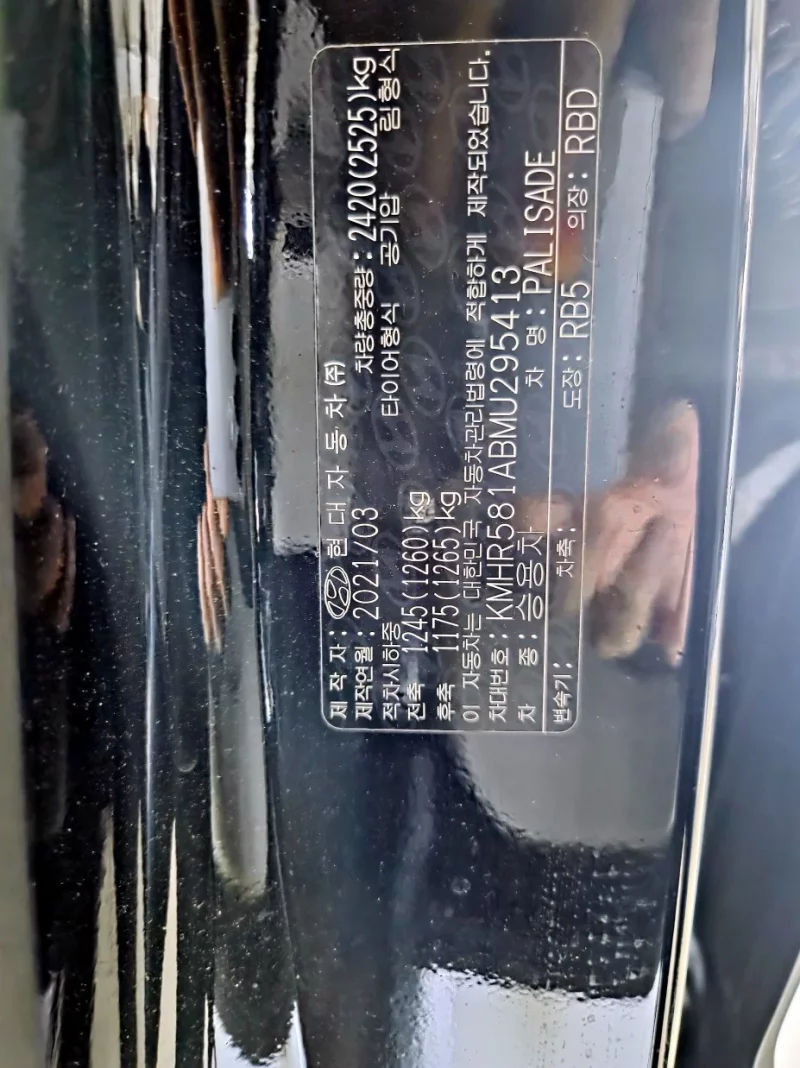 제 작 자 : 현 대 자 동 차 (주)
제작연월 : 2021/03 차량총중량 : 2420(2525)kg
적차시하중 타이어형식 공기압 림형식
전축 1245(1260)kg
후축 1175(1265)kg
이 자동차는 대한민국 자동차관리법령에 적합하게 제작되었습니다.
차대번호 : KMHR581ABMU295413
차 종 : 승용차 차 명 : PALISADE
변속기 : 차축 : 도장 : RB5 의장 : RBD